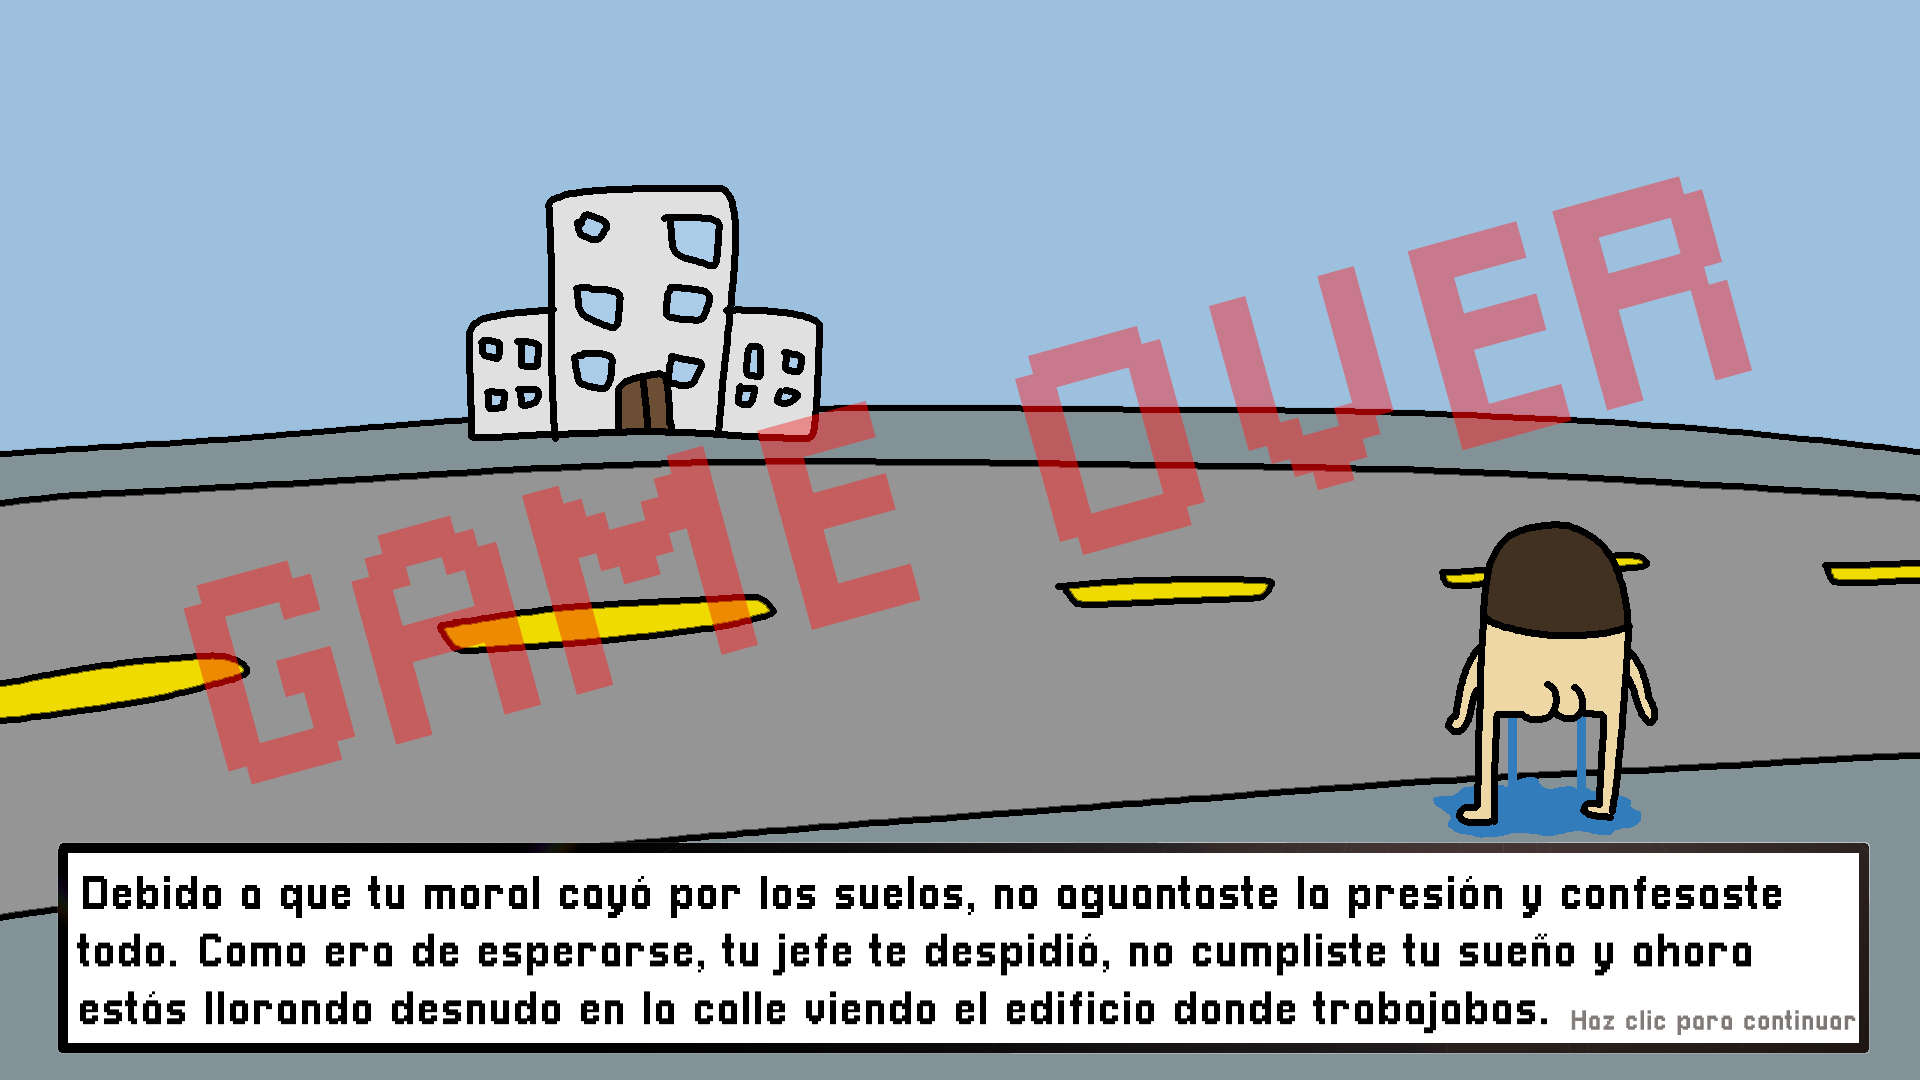 GAME OVER
Debido a que tu moral cayó por los suelos, no aguantaste la presión y confesaste
todo. Como era de esperarse, tu jefe te despidió, no cumpliste tu sueño y ahora
estás llorando desnudo en la calle viendo el edificio donde trabajabas.
Haz clic para continuar